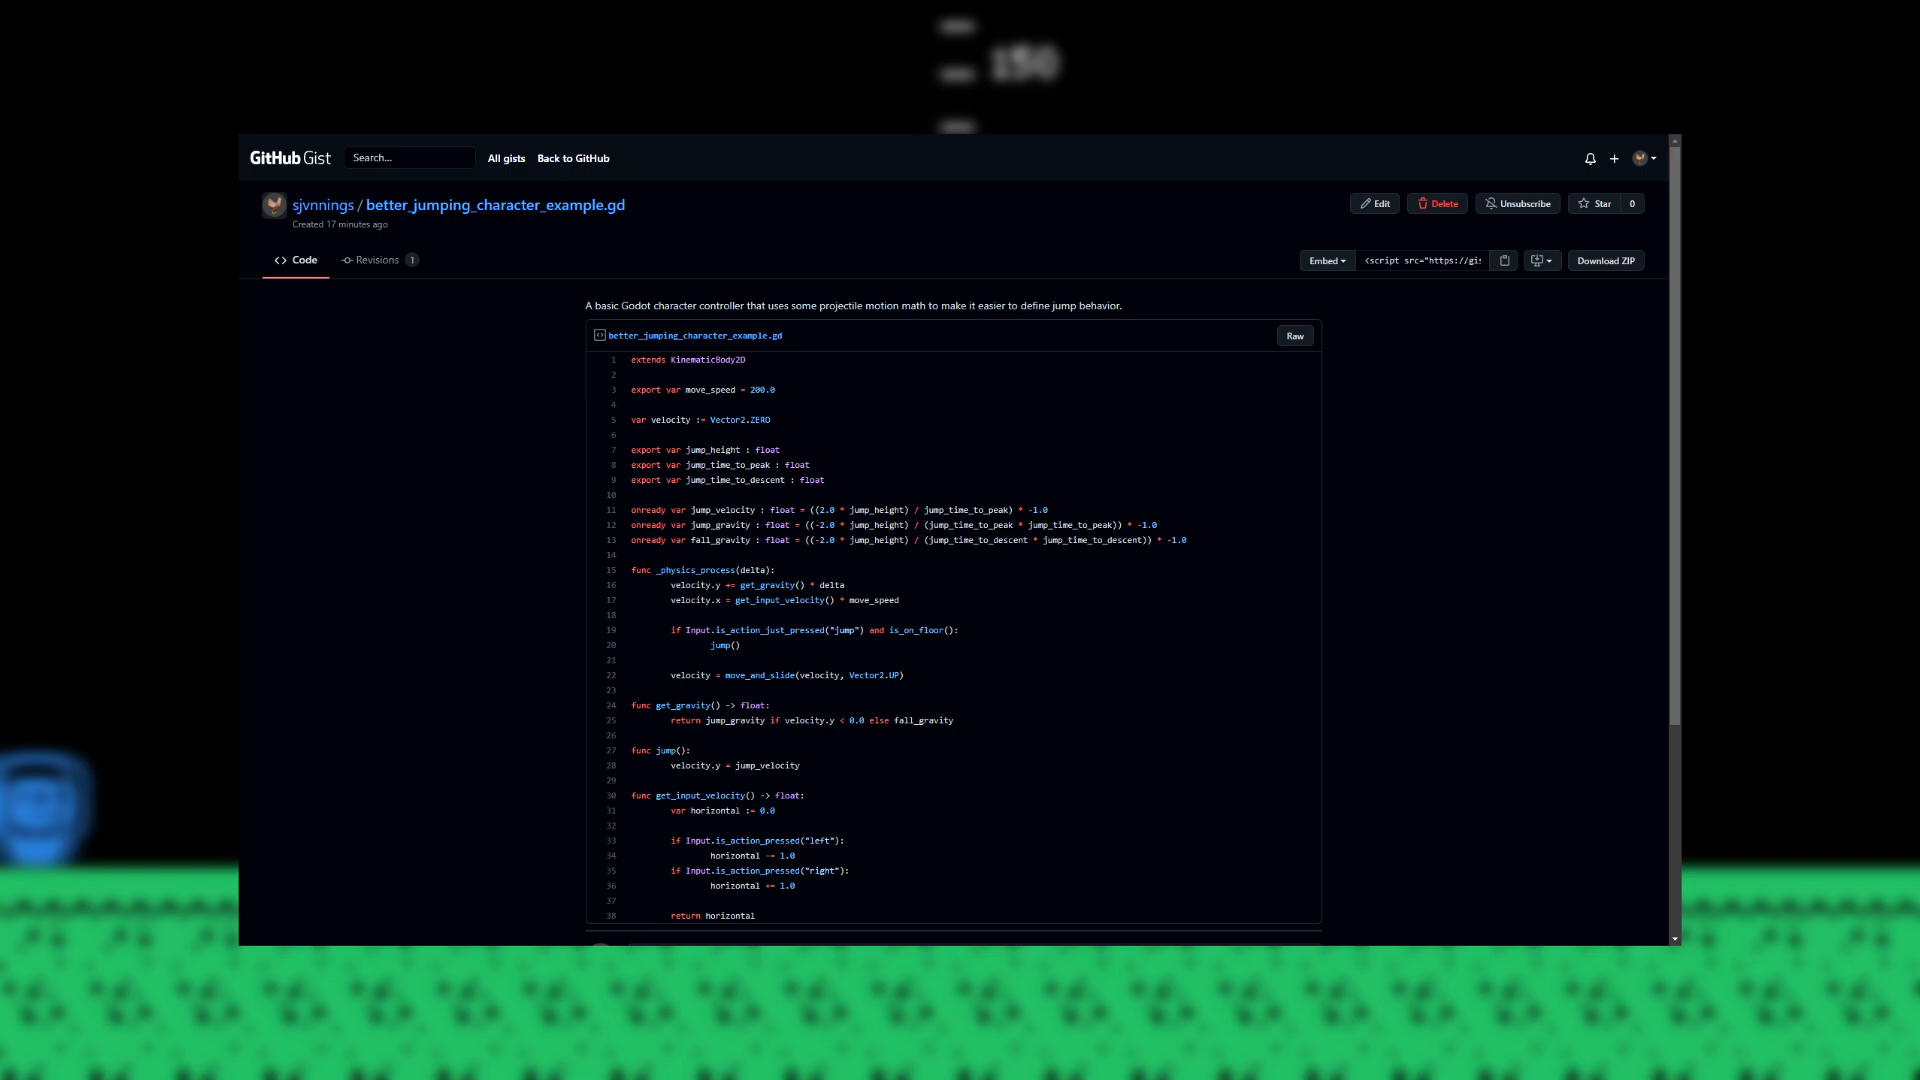 150
GitHub Gist Search... All gists Back to GitHub
sjvnnings / better_jumping_character_example.gd
Edit Delete Unsubscribe Star 0
Created 17 minutes ago
Code Revisions 1
Embed <script src="https://gi: Download ZIP
A basic Godot character controller that uses some projectile motion math to make it easier to define jump behavior.
better_jumping_character_example.gd Raw
1 extends KinematicBody2D
2
3 export var move_speed = 200.0
4
5 var velocity := Vector2.ZERO
6
7 export var jump_height : float
8 export var jump_time_to_peak : float
9 export var jump_time_to_descent : float
10
11 onready var jump_velocity : float = ((2.0 * jump_height) / jump_time_to_peak) * -1.0
12 onready var jump_gravity : float = ((-2.0 * jump_height) / (jump_time_to_peak * jump_time_to_peak)) * -1.0
13 onready var fall_gravity : float = ((-2.0 * jump_height) / (jump_time_to_descent * jump_time_to_descent)) * -1.0
14
15 func _physics_process(delta):
16 velocity.y += get_gravity() * delta
17 velocity.x = get_input_velocity() * move_speed
18
19 if Input.is_action_just_pressed("jump") and is_on_floor():
20 jump()
21
22 velocity = move_and_slide(velocity, Vector2.UP)
23
24 func get_gravity() -> float:
25 return jump_gravity if velocity.y < 0.0 else fall_gravity
26
27 func jump():
28 velocity.y = jump_velocity
29
30 func get_input_velocity() -> float:
31 var horizontal := 0.0
32
33 if Input.is_action_pressed("left"):
34 horizontal -= 1.0
35 if Input.is_action_pressed("right"):
36 horizontal += 1.0
37
38 return horizontal